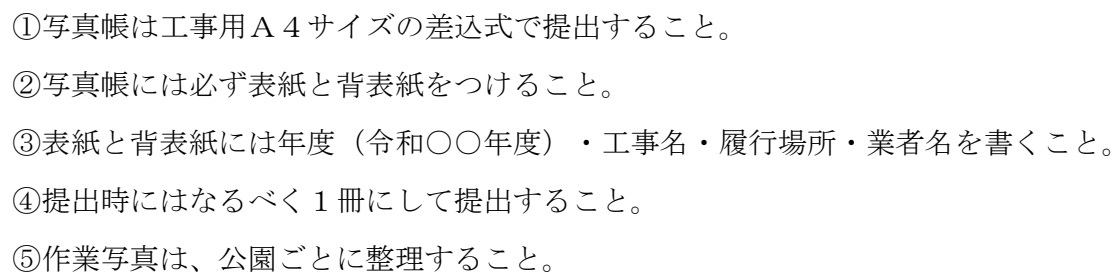 ①写真帳は工事用Ａ４サイズの差込式で提出すること。
②写真帳には必ず表紙と背表紙をつけること。
③表紙と背表紙には年度（令和○○年度）・工事名・履行場所・業者名を書くこと。
④提出時にはなるべく１冊にして提出すること。
⑤作業写真は、公園ごとに整理すること。